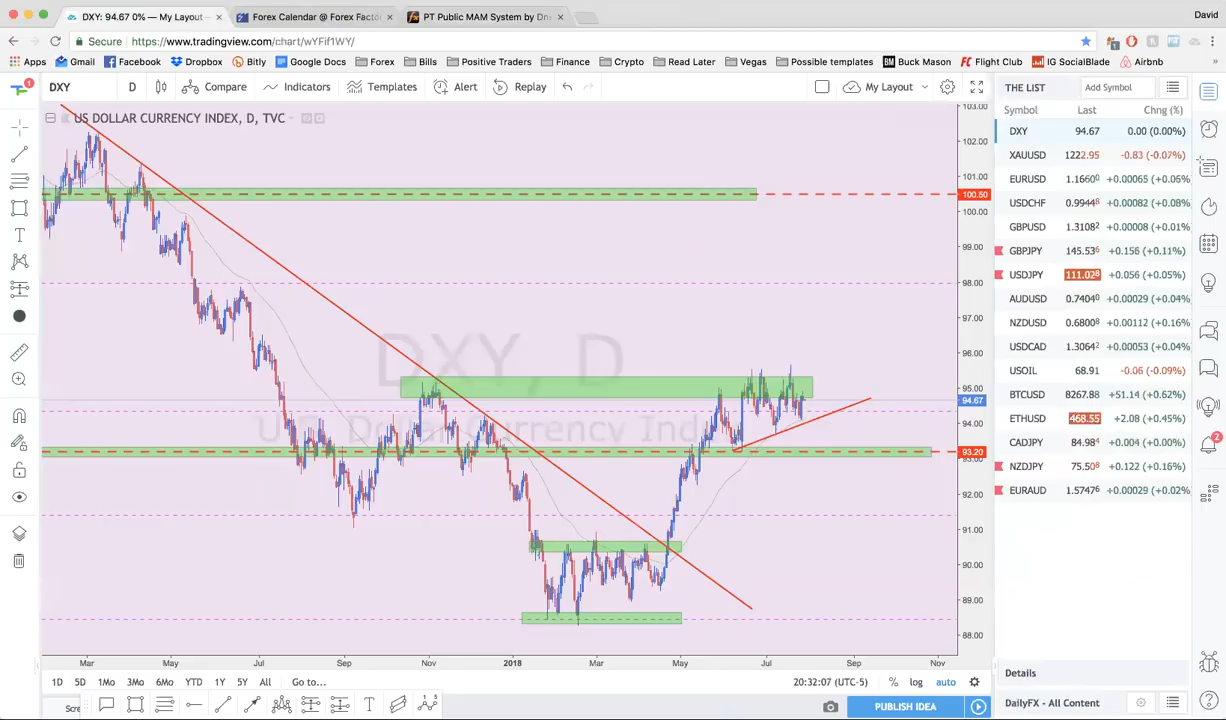 DXY: 94.67 0% — My Layout
Forex Calendar @ Forex Facto
PT Public MAM System by Dn
David
Secure https://www.tradingview.com/chart/wYFif1WY/
Apps Gmail Facebook Dropbox Bitly Google Docs Forex Bills Positive Traders Finance Crypto Read Later Vegas Possible templates Buck Mason Flight Club IG SocialBlade Airbnb
DXY D Compare Indicators Templates Alert Replay My Layout
THE LIST Add Symbol
Symbol Last Chng (%)
DXY 94.67 0.00 (0.00%)
XAUUSD 1222.95 -0.83 (-0.07%)
EURUSD 1.16600 +0.00065 (+0.06%
USDCHF 0.99448 +0.00082 (+0.08%
GBPUSD 1.31082 +0.00008 (+0.01%
GBPJPY 145.536 +0.156 (+0.11%)
USDJPY 111.028 +0.056 (+0.05%)
AUDUSD 0.74040 +0.00029 (+0.04%
NZDUSD 0.68008 +0.00112 (+0.16%
USDCAD 1.30642 +0.00053 (+0.04%
USOIL 68.91 -0.06 (-0.09%)
BTCUSD 8267.88 +51.14 (+0.62%)
ETHUSD 468.55 +2.08 (+0.45%)
CADJPY 84.984 +0.004 (+0.00%)
NZDJPY 75.508 +0.122 (+0.16%)
EURAUD 1.57476 +0.00029 (+0.02%
US DOLLAR CURRENCY INDEX, D, TVC
DXY, D
US Dollar Currency Ind
103.00
102.00
100.50
100.00
99.00
98.00
97.00
96.00
95.00
94.67
94.00
93.20
93.00
92.00
91.00
90.00
89.00
88.00
Mar May Jul Sep Nov 2018 Mar May Jul Sep Nov
1D 5D 1Mo 3Mo 6Mo YTD 1Y 5Y All Go to... 20:32:07 (UTC-5) % log auto
Details
DailyFX - All Content
Scre
PUBLISH IDEA